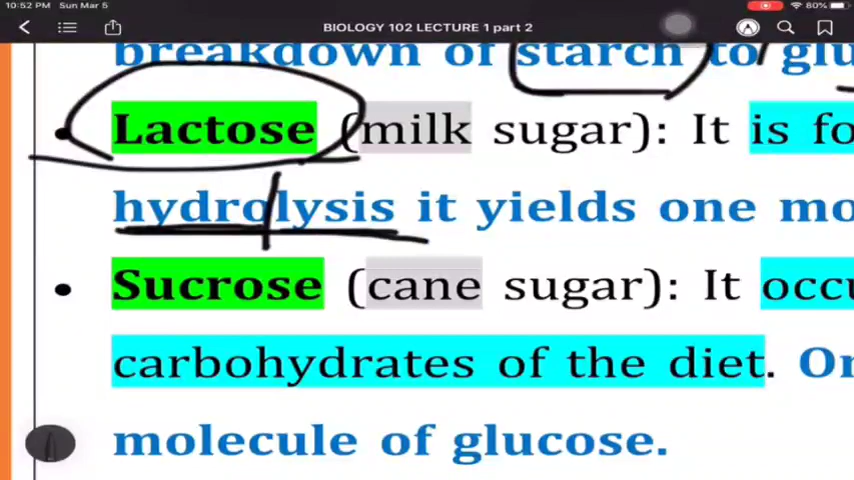 10:52 PM Sun Mar 5
80%
BIOLOGY 102 LECTURE 1 part 2
breakdown of starch to glu
• Lactose (milk sugar): It is fo
hydrolysis it yields one mo
• Sucrose (cane sugar): It occu
carbohydrates of the diet. On
molecule of glucose.